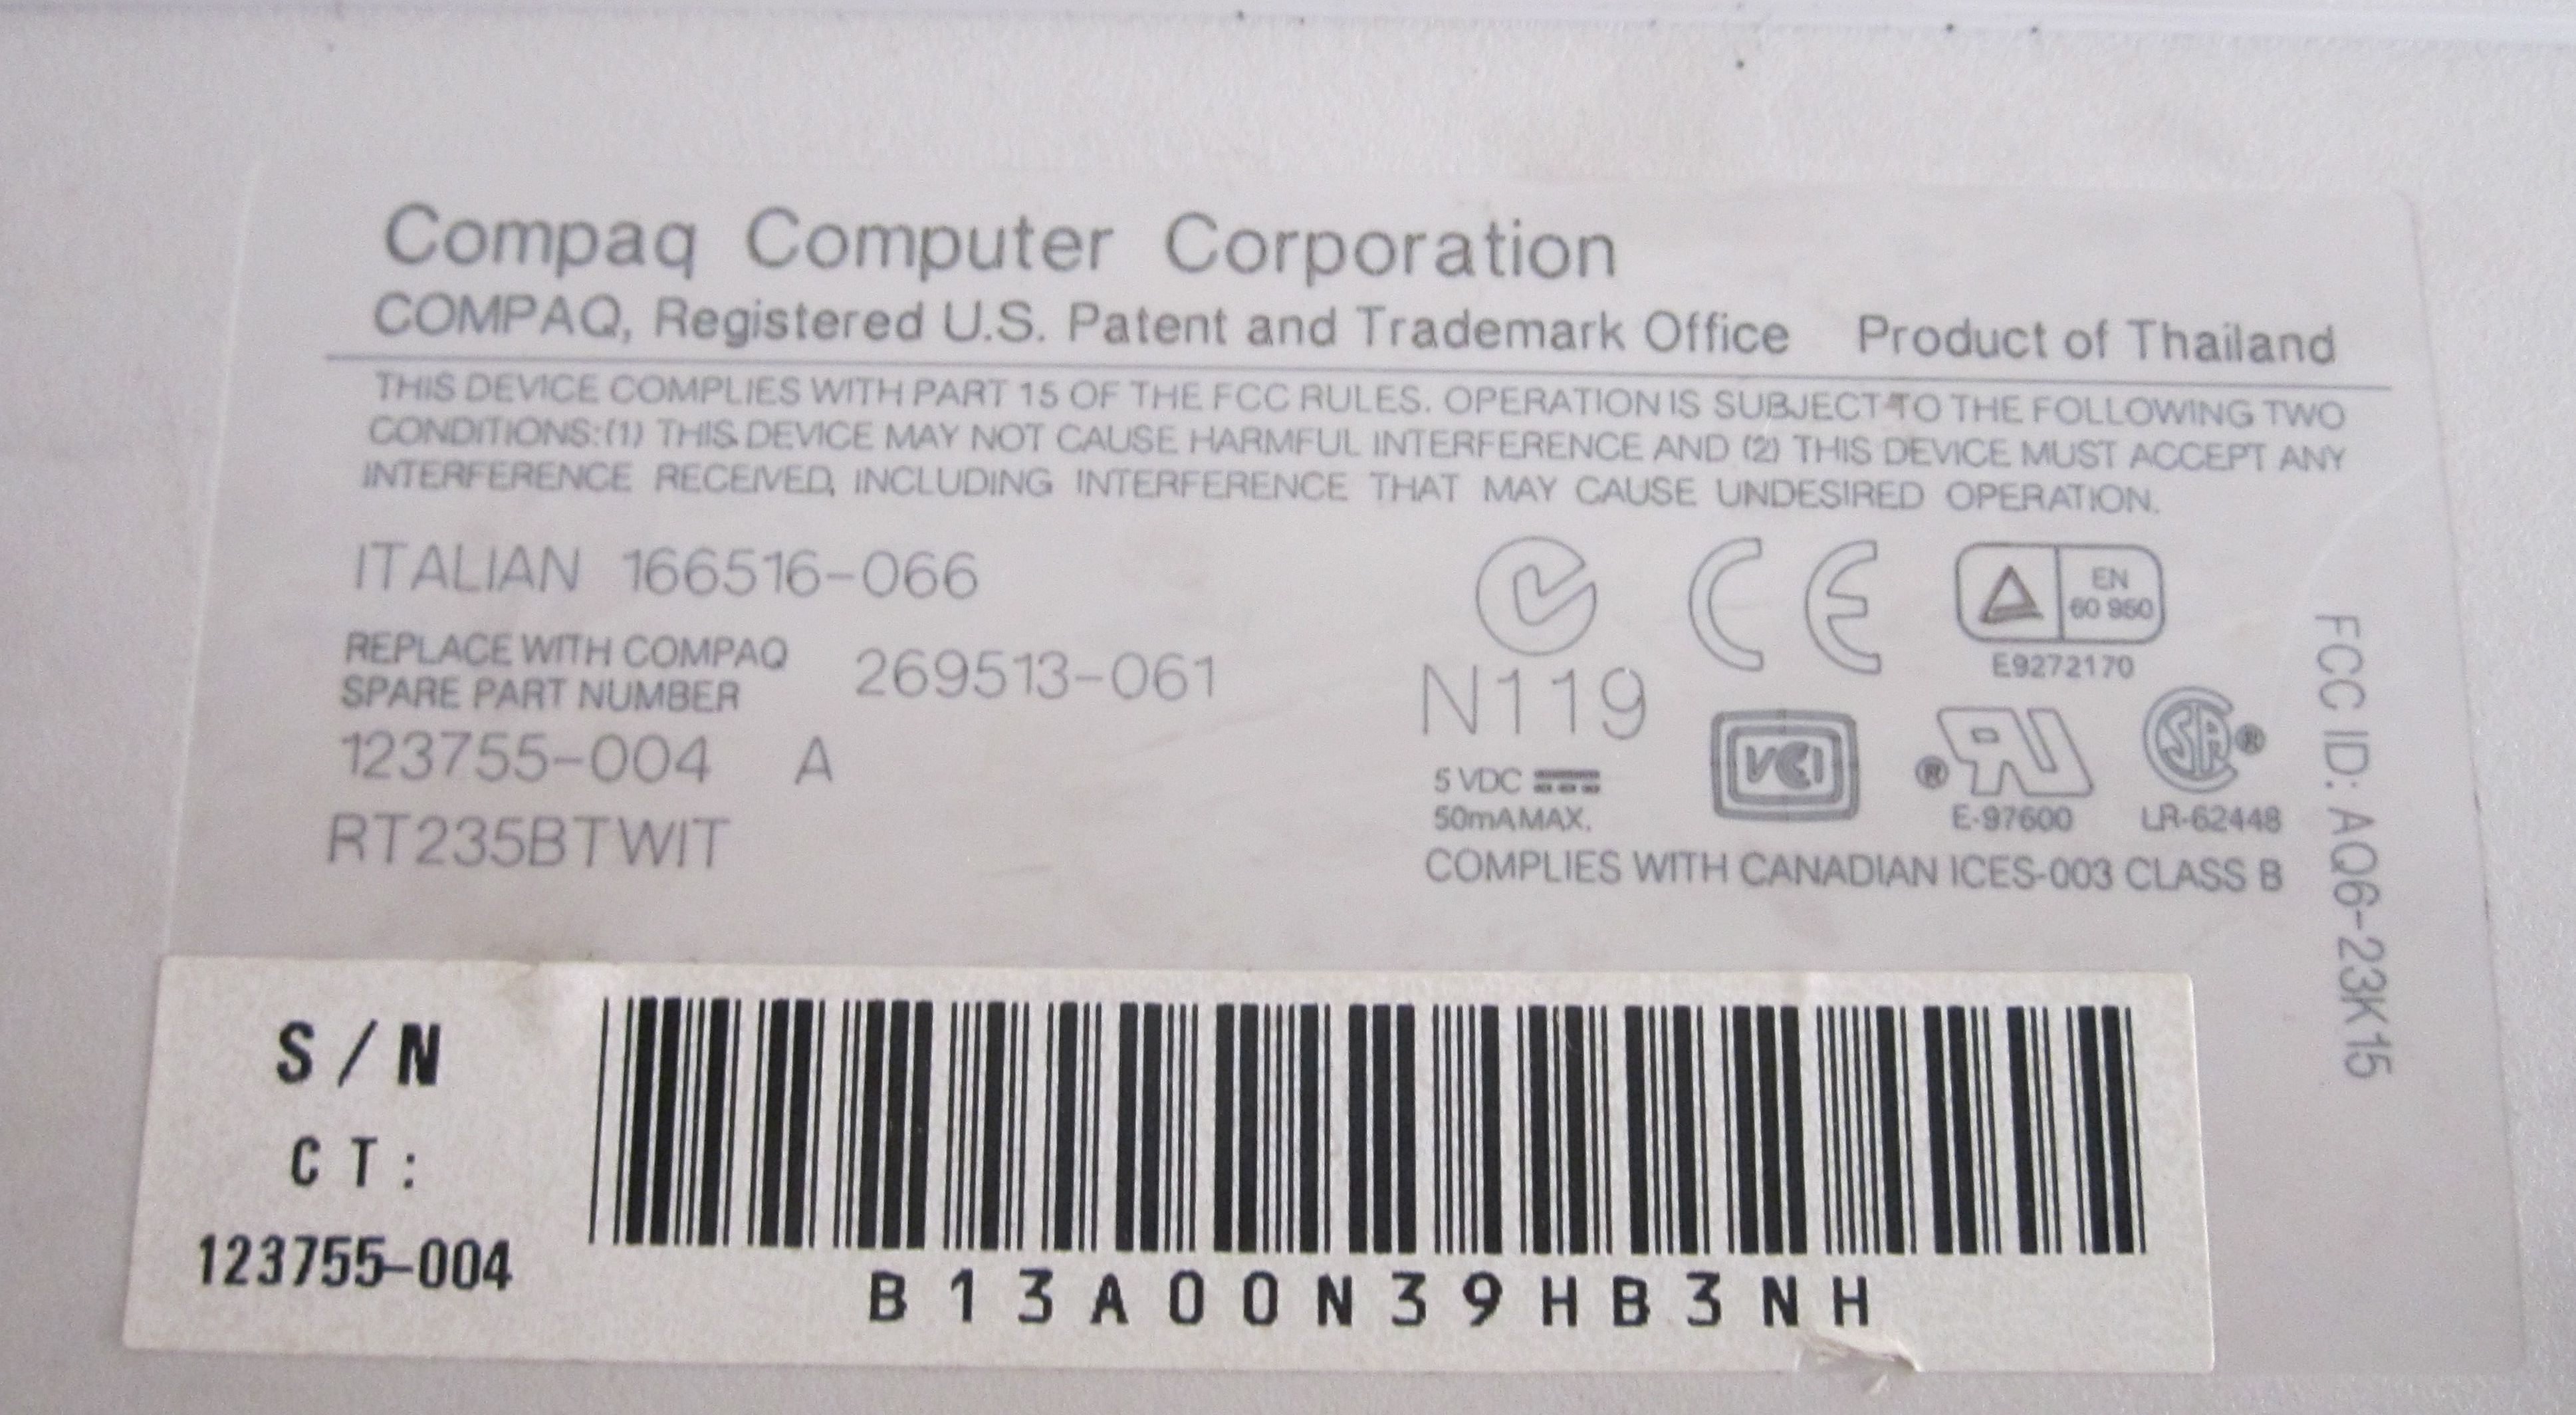 Compaq Computer Corporation
COMPAQ, Registered U.S. Patent and Trademark Office Product of Thailand
THIS DEVICE COMPLIES WITH PART 15 OF THE FCC RULES. OPERATION IS SUBJECT TO THE FOLLOWING TWO
CONDITIONS:(1) THIS DEVICE MAY NOT CAUSE HARMFUL INTERFERENCE AND (2) THIS DEVICE MUST ACCEPT ANY
INTERFERENCE RECEIVED, INCLUDING INTERFERENCE THAT MAY CAUSE UNDESIRED OPERATION.
ITALIAN 166516-066
REPLACE WITH COMPAQ
SPARE PART NUMBER
269513-061
123755-004 A
RT235BTWIT
N119
CE
EN
60 950
E9272170
5 VDC
50mA MAX.
VCI
® RU
E-97600
SA®
LR-62448
COMPLIES WITH CANADIAN ICES-003 CLASS B
FCC ID: AQ6-23K15
S/N
CT:
123755-004
B13A00N39HB3NH